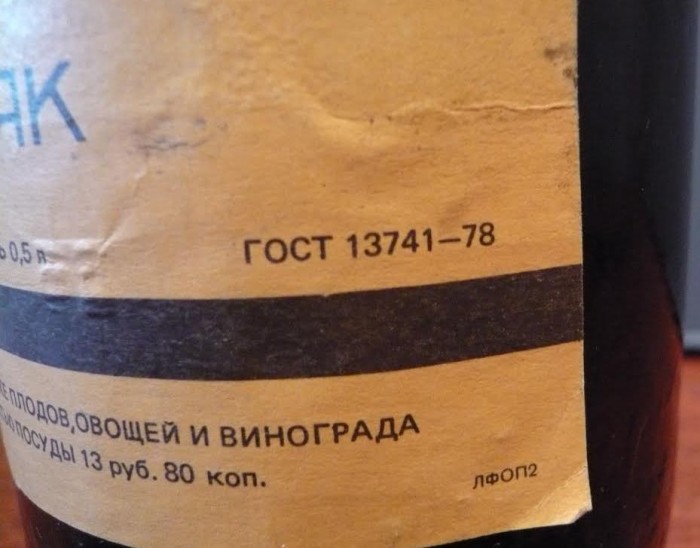 ЯК
0,5 л
ГОСТ 13741—78
ПЛОДОВ, ОВОЩЕЙ И ВИНОГРАДА
ПОСУДЫ 13 руб. 80 коп.
ЛФОП2